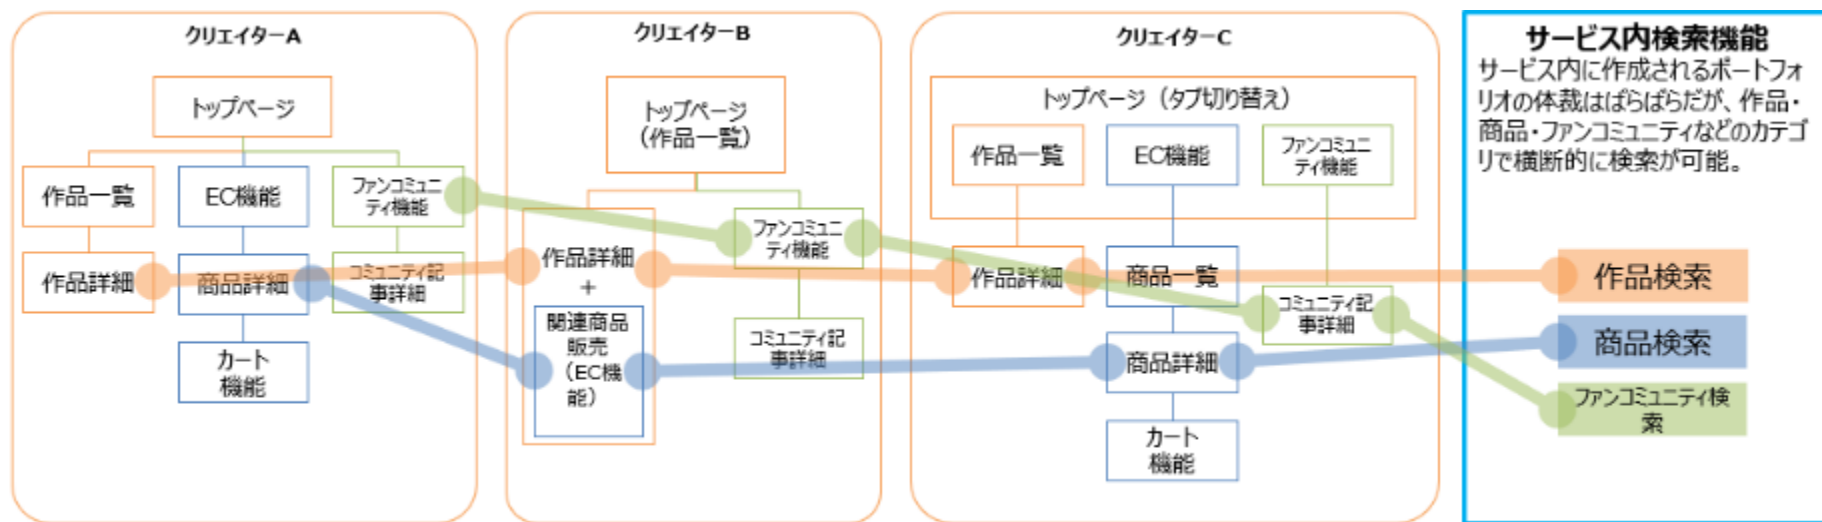 クリエイターA
トップページ
作品一覧
EC機能
ファンコミュニ
ティ機能
作品詳細
商品詳細
コミュニティ記
事詳細
カート
機能
クリエイターB
トップページ
（作品一覧）
作品詳細
+
関連商品
販売
（EC機
能）
ファンコミュニ
ティ機能
コミュニティ記
事詳細
クリエイターC
トップページ（タブ切り替え）
作品一覧
EC機能
ファンコミュニ
ティ機能
作品詳細
商品一覧
コミュニティ記
事詳細
商品詳細
カート
機能
サービス内検索機能
サービス内に作成されるポートフォ
リオの体裁はばらばらだが、作品・
商品・ファンコミュニティなどのカテゴ
リで横断的に検索が可能。
作品検索
商品検索
ファンコミュニティ検
索